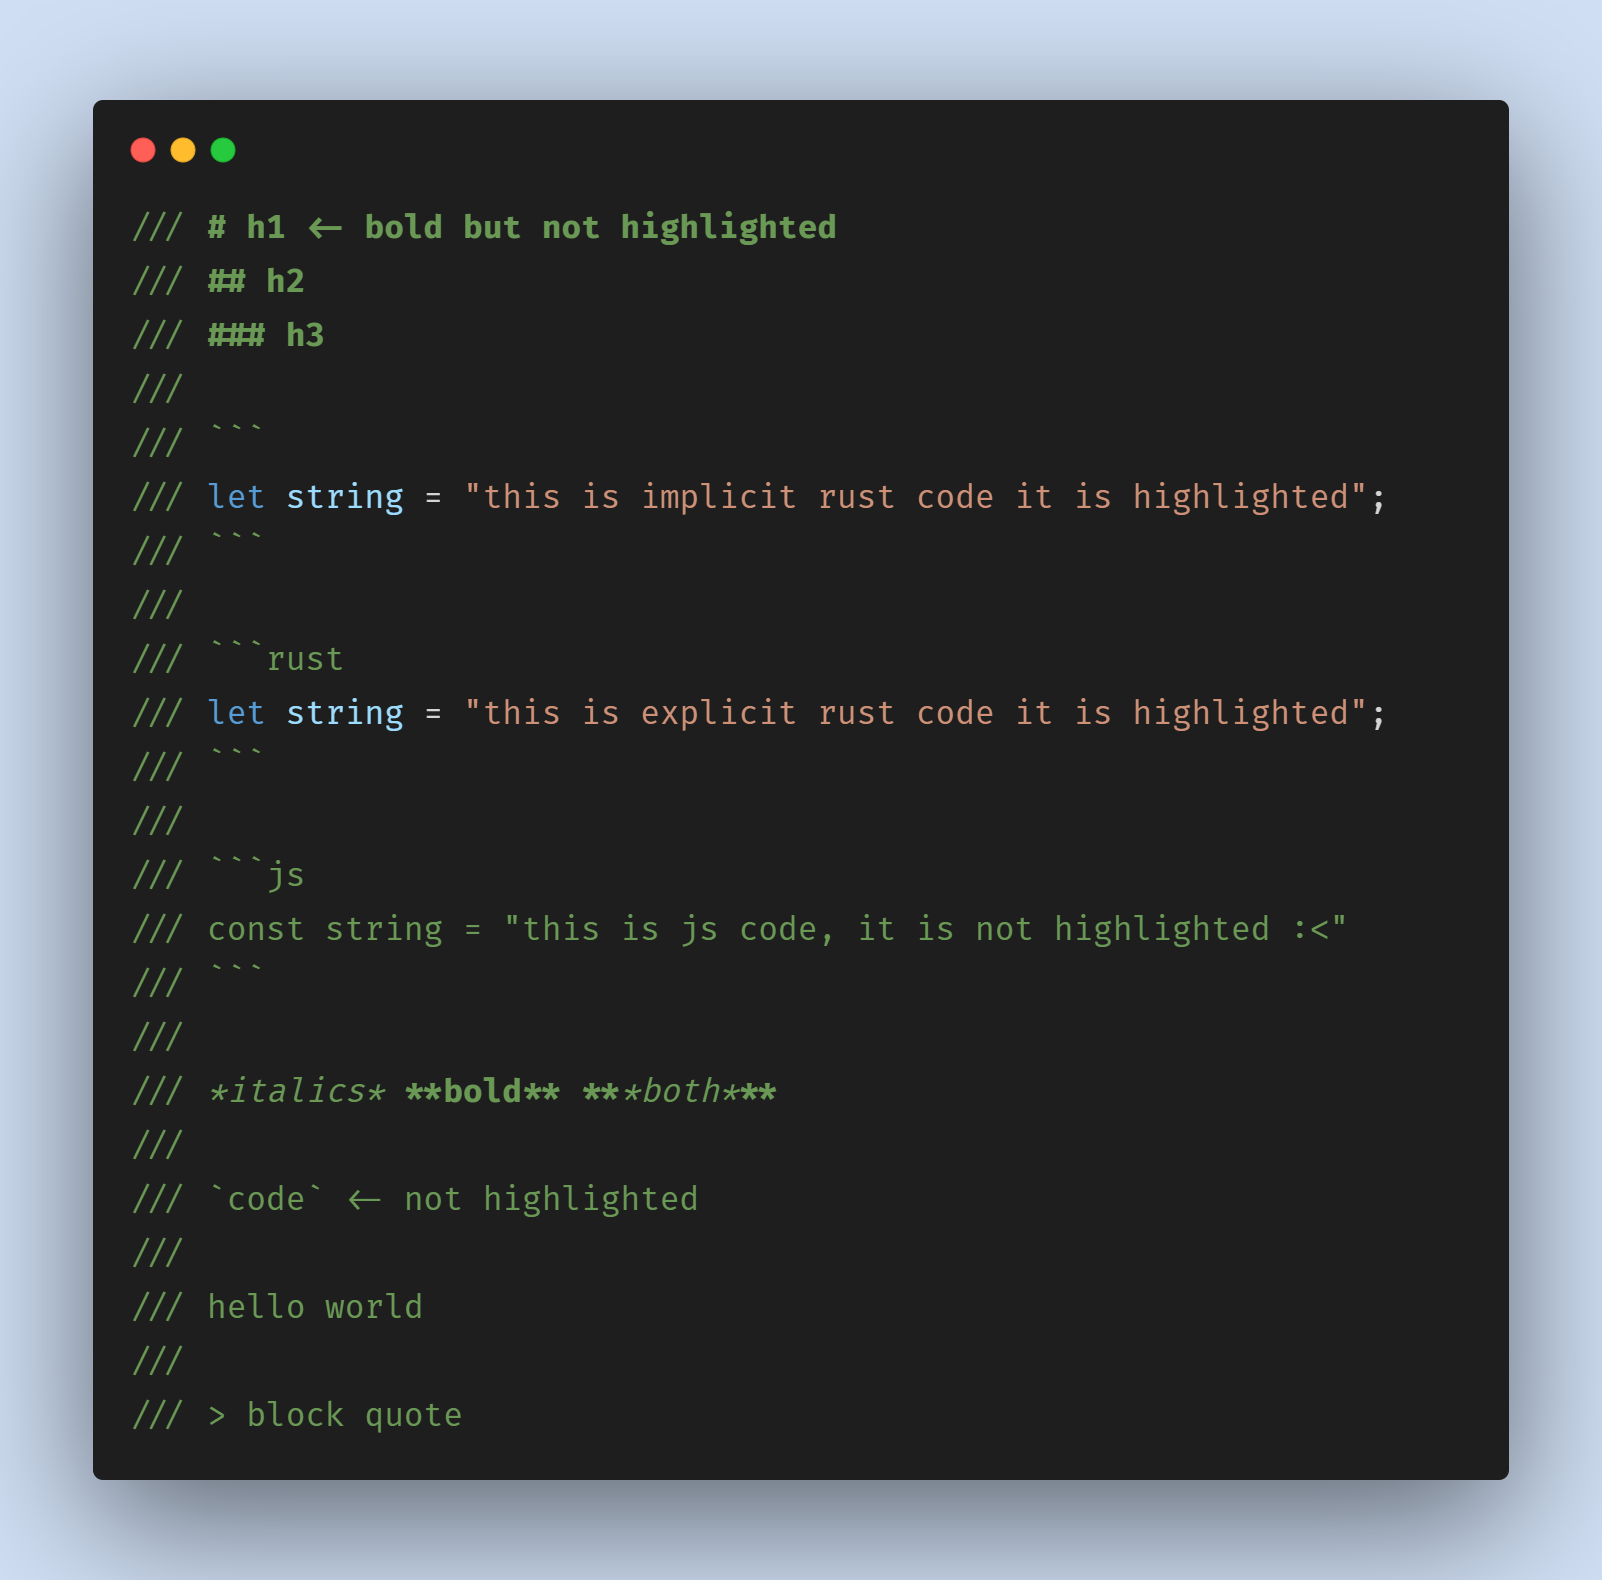 /// # h1 <- bold but not highlighted
/// ## h2
/// ### h3
///
/// ```
/// let string = "this is implicit rust code it is highlighted";
/// ```
///
/// ```rust
/// let string = "this is explicit rust code it is highlighted";
/// ```
///
/// ```js
/// const string = "this is js code, it is not highlighted :<"
/// ```
///
/// *italics* **bold** ***both***
///
/// `code` <- not highlighted
///
/// hello world
///
/// > block quote